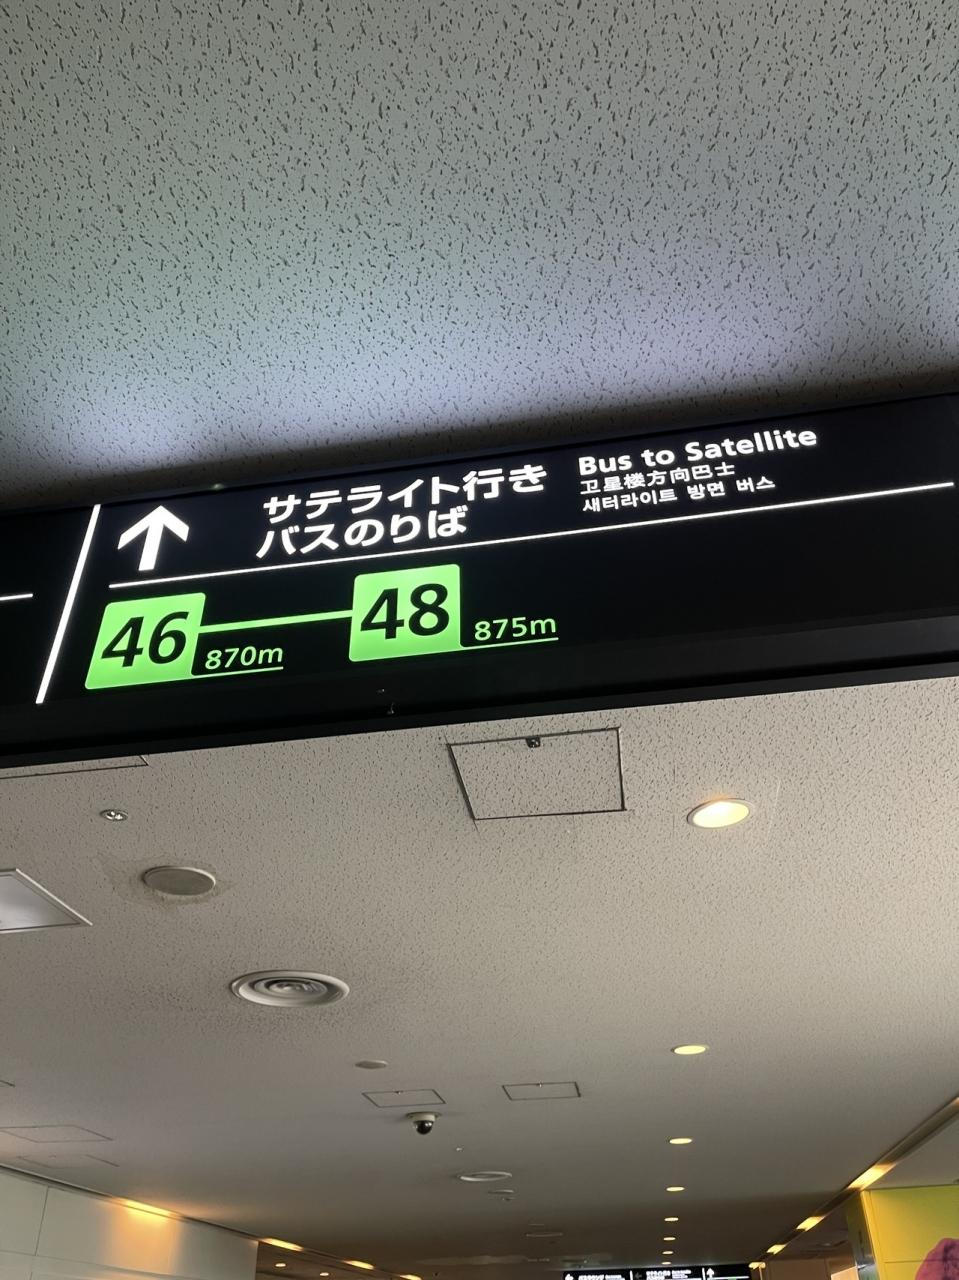 サテライト行き
バスのりば
Bus to Satellite
卫星楼方向巴士
새터라이트 방면 버스
46 870m 48 875m